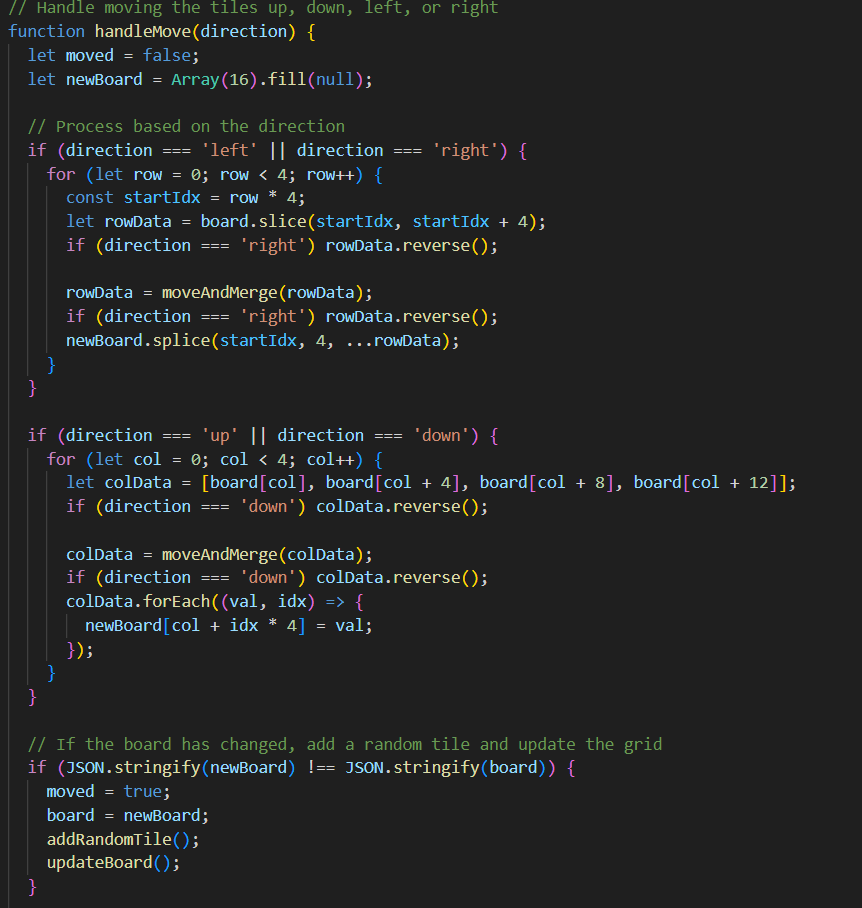 // Handle moving the tiles up, down, left, or right
function handleMove(direction) {
  let moved = false;
  let newBoard = Array(16).fill(null);

  // Process based on the direction
  if (direction === 'left' || direction === 'right') {
    for (let row = 0; row < 4; row++) {
      const startIdx = row * 4;
      let rowData = board.slice(startIdx, startIdx + 4);
      if (direction === 'right') rowData.reverse();

      rowData = moveAndMerge(rowData);
      if (direction === 'right') rowData.reverse();
      newBoard.splice(startIdx, 4, ...rowData);
    }
  }

  if (direction === 'up' || direction === 'down') {
    for (let col = 0; col < 4; col++) {
      let colData = [board[col], board[col + 4], board[col + 8], board[col + 12]];
      if (direction === 'down') colData.reverse();

      colData = moveAndMerge(colData);
      if (direction === 'down') colData.reverse();
      colData.forEach((val, idx) => {
        newBoard[col + idx * 4] = val;
      });
    }
  }

  // If the board has changed, add a random tile and update the grid
  if (JSON.stringify(newBoard) !== JSON.stringify(board)) {
    moved = true;
    board = newBoard;
    addRandomTile();
    updateBoard();
  }